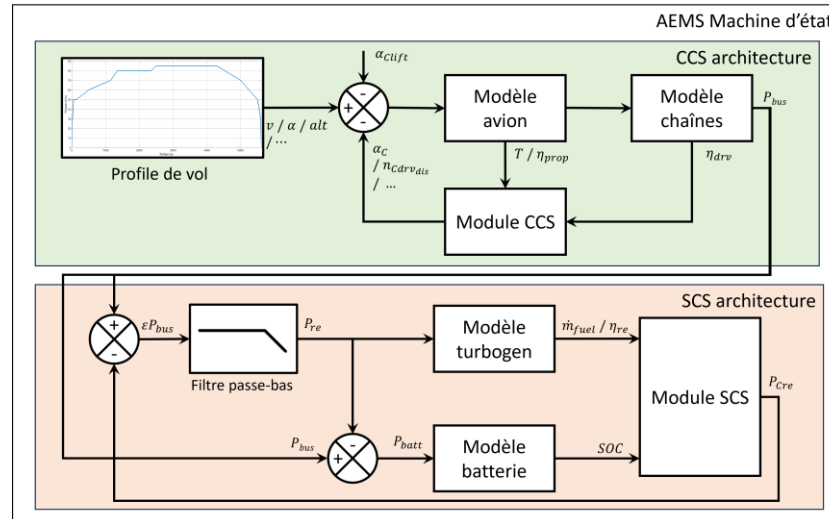 AEMS Machine d'état
CCS architecture
α_Clift
v / α / alt
/ ...
Profile de vol
α_C
/ n_Cdrv_dis
/ ...
Modèle
avion
Modèle
chaînes
P_bus
T / η_prop
η_drv
Module CCS
SCS architecture
εP_bus
Filtre passe-bas
P_re
Modèle
turbogen
ṁ_fuel / η_re
Module SCS
P_Cre
P_bus
P_batt
Modèle
batterie
SOC